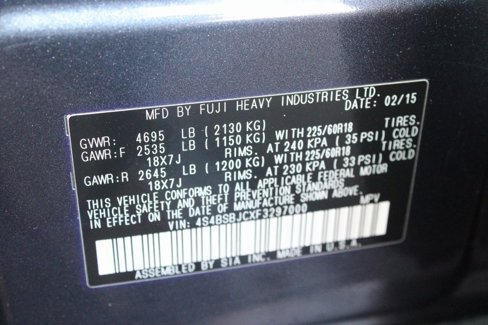 MFD BY FUJI HEAVY INDUSTRIES LTD.
DATE: 02/15
GVWR: 4695 LB ( 2130 KG)
GAWR:F 2535 LB ( 1150 KG) WITH 225/60R18 TIRES.
18X7J RIMS. AT 240 KPA ( 35 PSI) COLD
GAWR:R 2645 LB ( 1200 KG) WITH 225/60R18 TIRES.
18X7J RIMS. AT 230 KPA ( 33 PSI) COLD
THIS VEHICLE CONFORMS TO ALL APPLICABLE FEDERAL MOTOR
VEHICLE SAFETY AND THEFT PREVENTION STANDARDS
IN EFFECT ON THE DATE OF MANUFACTURE SHOWN ABOVE.
VIN: 4S4BSBJCXF3297000 MPV
ASSEMBLED BY SIA INC. MADE IN U.S.A.